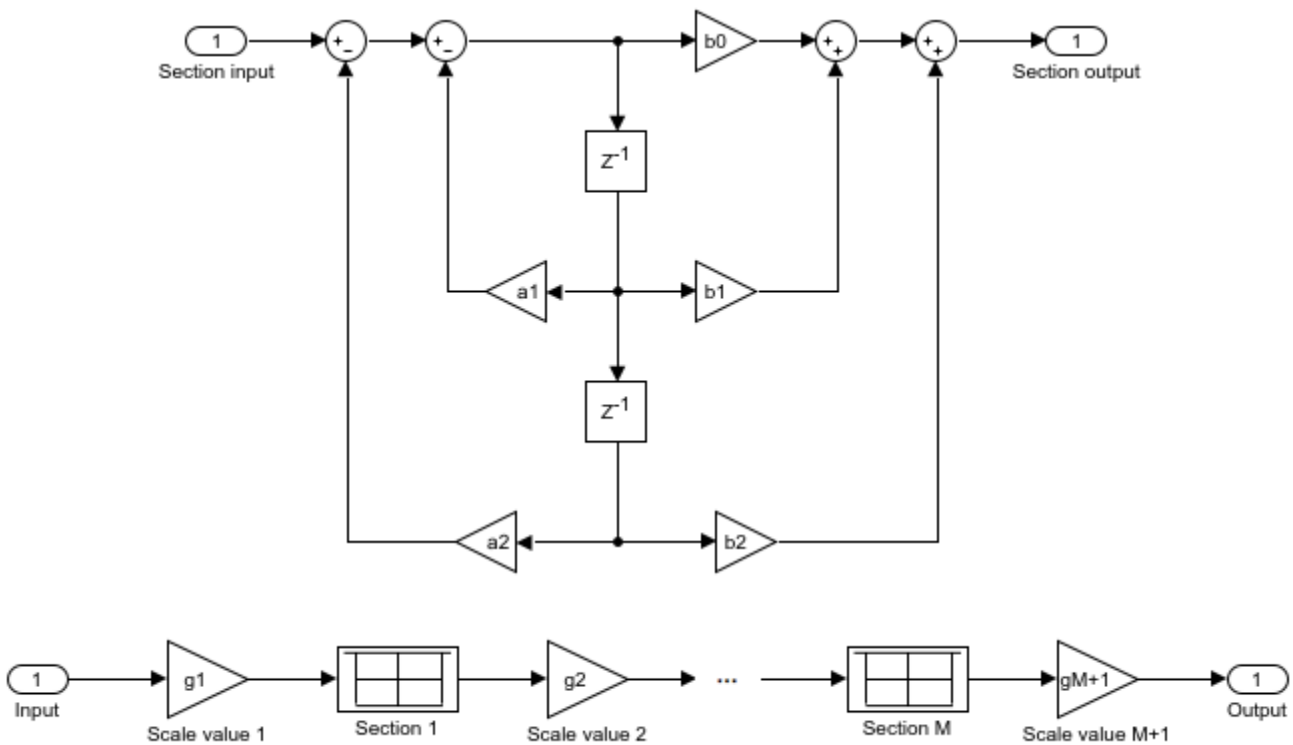 1
Section input
+
−
+
−
b0
+
+
+
+
1
Section output
Z-1
a1
b1
Z-1
a2
b2
1
Input
g1
Scale value 1
Section 1
g2
Scale value 2
...
Section M
gM+1
Scale value M+1
1
Output